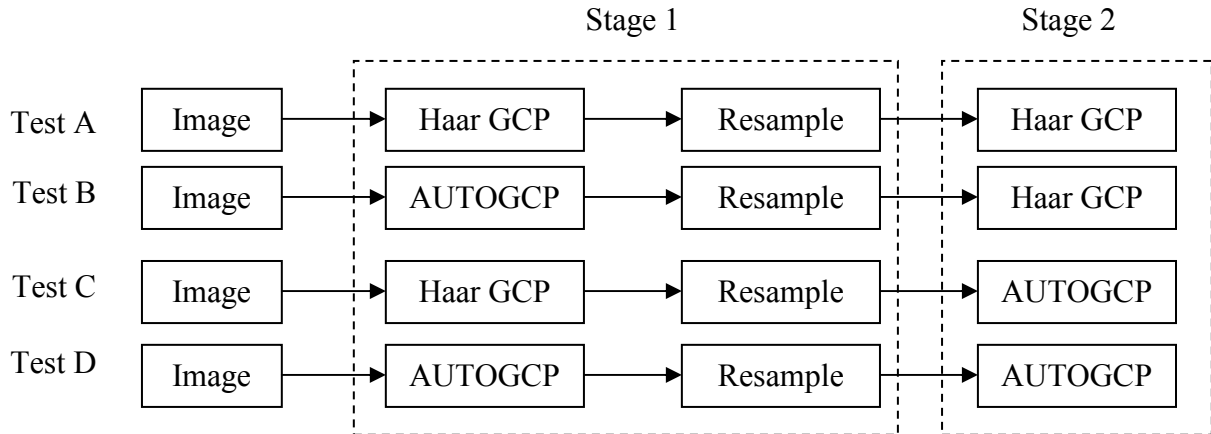 Stage 1 Stage 2
Test A Image Haar GCP Resample Haar GCP
Test B Image AUTOGCP Resample Haar GCP
Test C Image Haar GCP Resample AUTOGCP
Test D Image AUTOGCP Resample AUTOGCP